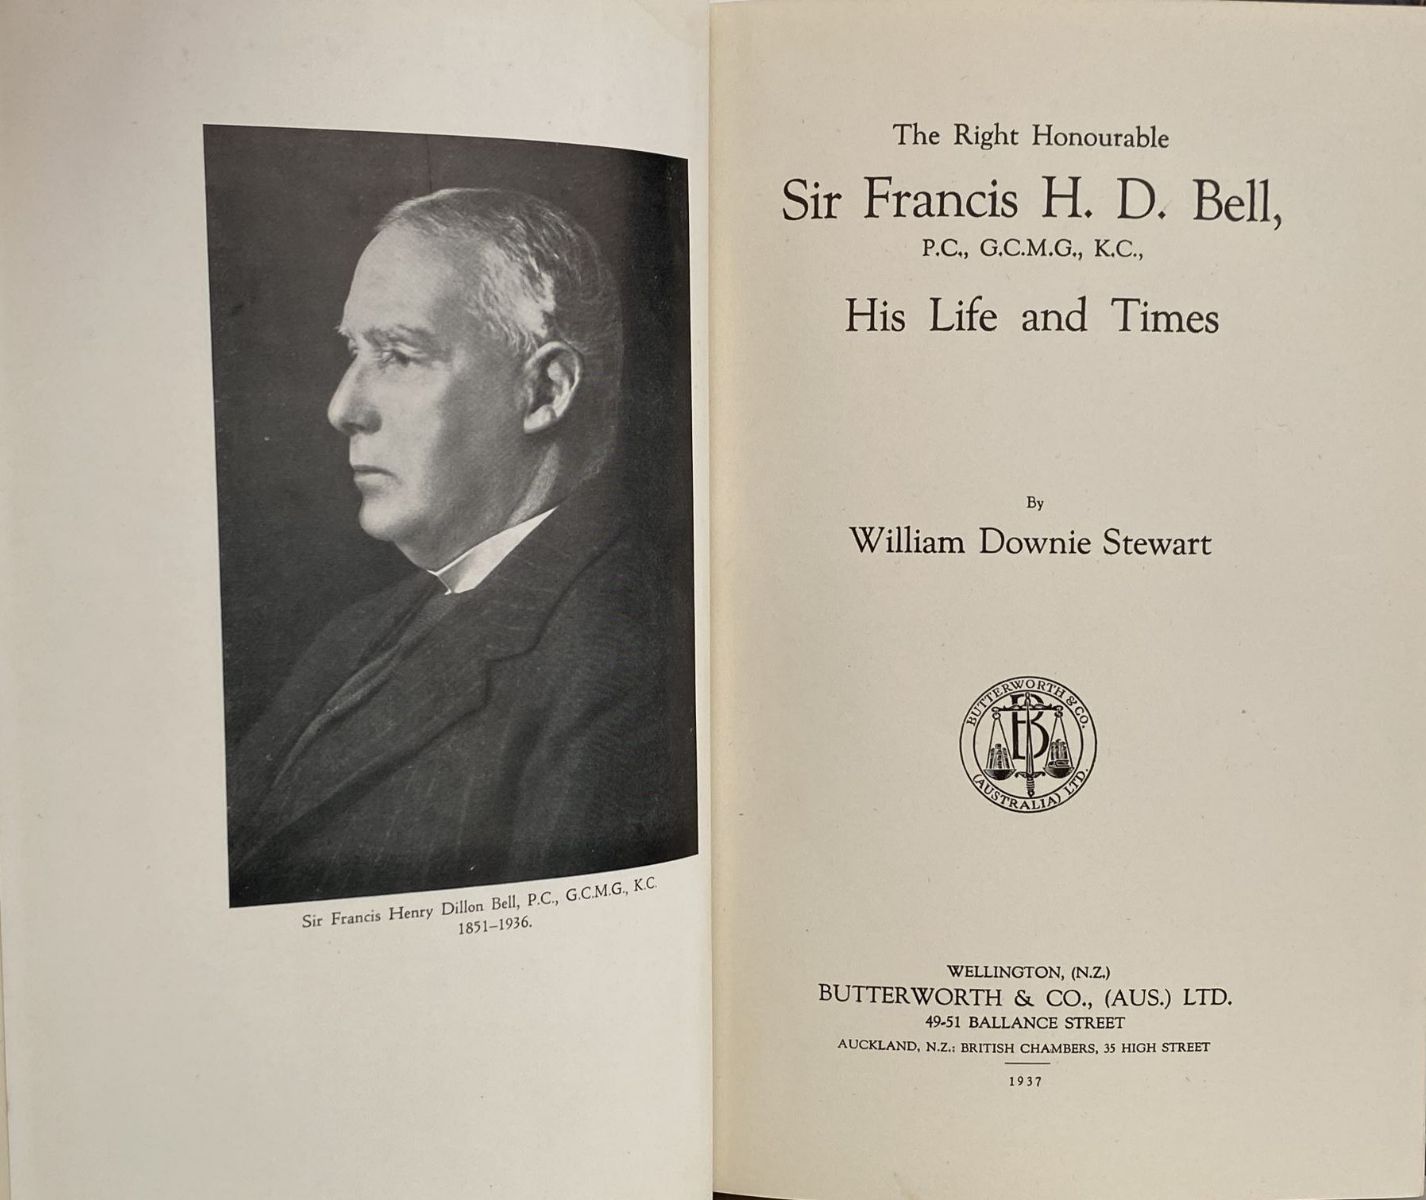 Sir Francis Henry Dillon Bell, P.C., G.C.M.G., K.C.
1851–1936.
The Right Honourable
Sir Francis H. D. Bell,
P.C., G.C.M.G., K.C.,
His Life and Times
By
William Downie Stewart
BUTTERWORTH & CO.
B
(AUSTRALIA) LTD.
WELLINGTON, (N.Z.)
BUTTERWORTH & CO., (AUS.) LTD.
49-51 BALLANCE STREET
AUCKLAND, N.Z.: BRITISH CHAMBERS, 35 HIGH STREET
1937